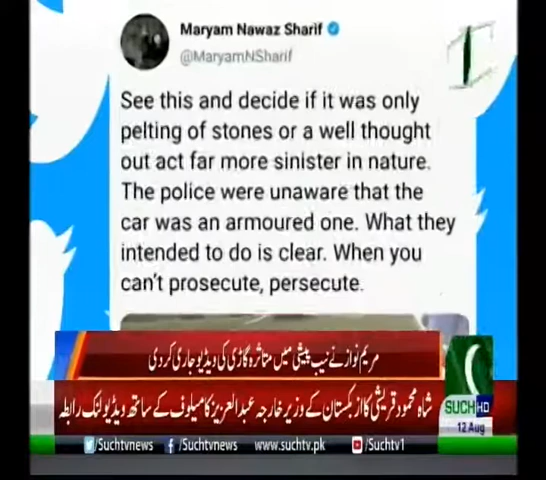 Maryam Nawaz Sharif
@MaryamNSharif
See this and decide if it was only
pelting of stones or a well thought
out act far more sinister in nature.
The police were unaware that the
car was an armoured one. What they
intended to do is clear. When you
can't prosecute, persecute.
مریم نواز نے نیب پیشی میں متاثرہ گاڑی کی ویڈیو جاری کر دی
شاہ محمود قریشی کا ازبکستان کے وزیر خارجہ عبدالعزیز کامیلوف کے ساتھ ویڈیو لنک رابطہ
SUCH HD
12 Aug
/Suchtvnews /Suchtvnews www.suchtv.pk /Suchtv1